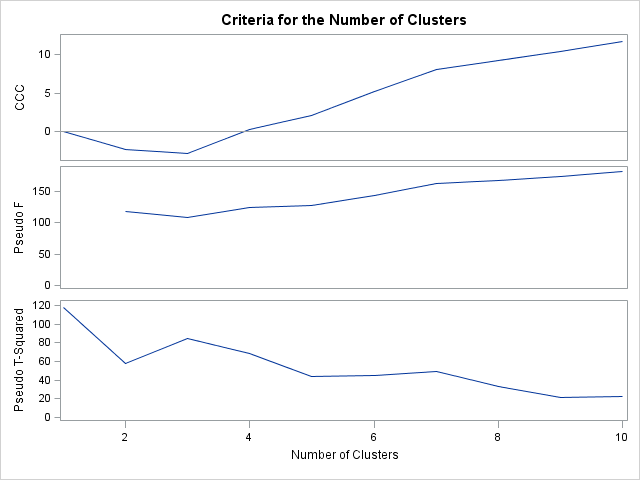 Criteria for the Number of Clusters
CCC
10
5
0
Pseudo F
150
100
50
0
Pseudo T-Squared
120
100
80
60
40
20
0
2 4 6 8 10
Number of Clusters